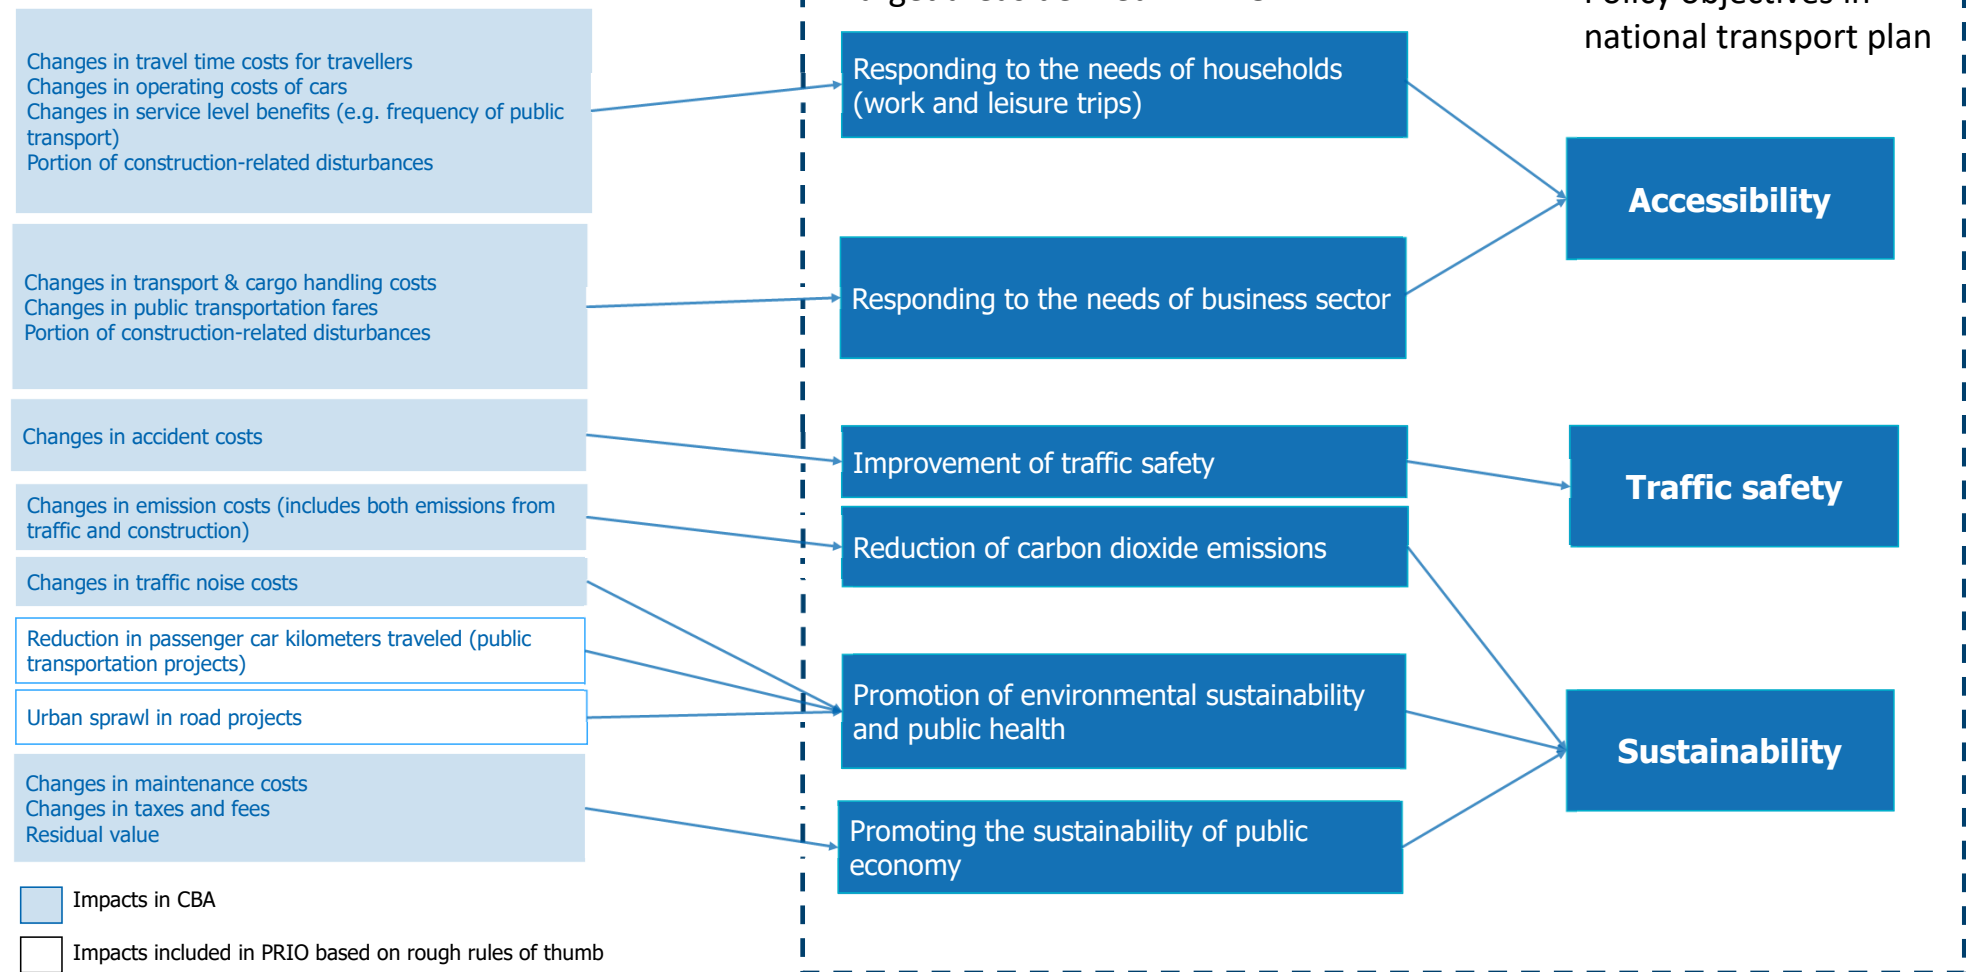 Policy objectives in
national transport plan
Changes in travel time costs for travellers
Changes in operating costs of cars
Changes in service level benefits (e.g. frequency of public
transport)
Portion of construction-related disturbances
Responding to the needs of households
(work and leisure trips)
Accessibility
Changes in transport & cargo handling costs
Changes in public transportation fares
Portion of construction-related disturbances
Responding to the needs of business sector
Changes in accident costs
Improvement of traffic safety
Traffic safety
Changes in emission costs (includes both emissions from
traffic and construction)
Reduction of carbon dioxide emissions
Changes in traffic noise costs
Reduction in passenger car kilometers traveled (public
transportation projects)
Urban sprawl in road projects
Promotion of environmental sustainability
and public health
Sustainability
Changes in maintenance costs
Changes in taxes and fees
Residual value
Promoting the sustainability of public
economy
Impacts in CBA
Impacts included in PRIO based on rough rules of thumb